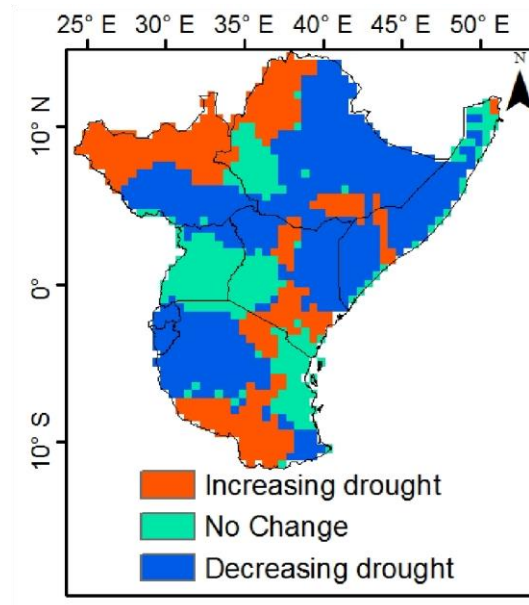 25° E 30° E 35° E 40° E 45° E 50° E
N
10° N
0°
10° S
Increasing drought
No Change
Decreasing drought